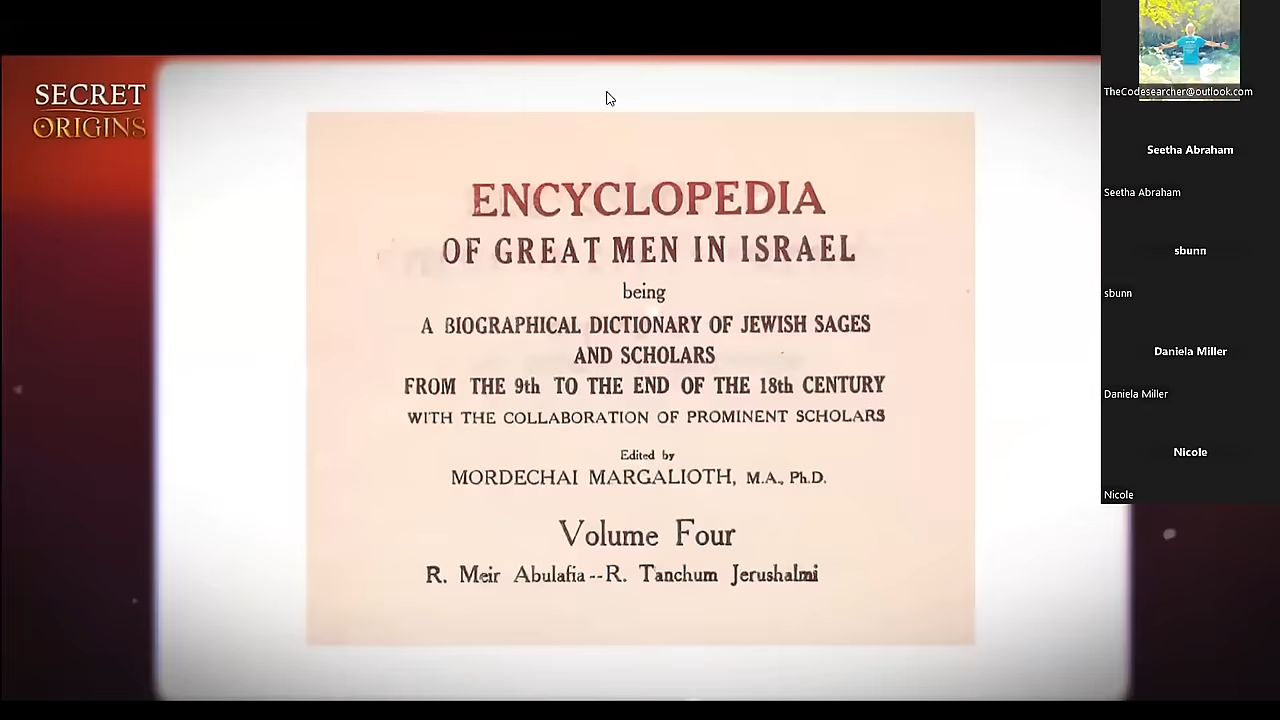 SECRET
ORIGINS
ENCYCLOPEDIA
OF GREAT MEN IN ISRAEL
being
A BIOGRAPHICAL DICTIONARY OF JEWISH SAGES
AND SCHOLARS
FROM THE 9th TO THE END OF THE 18th CENTURY
WITH THE COLLABORATION OF PROMINENT SCHOLARS
Edited by
MORDECHAI MARGALIOTH, M.A., Ph.D.
Volume Four
R. Meir Abulafia--R. Tanchum Jerushalmi
TheCodesearcher@outlook.com
Seetha Abraham
Seetha Abraham
sbunn
sbunn
Daniela Miller
Daniela Miller
Nicole
Nicole